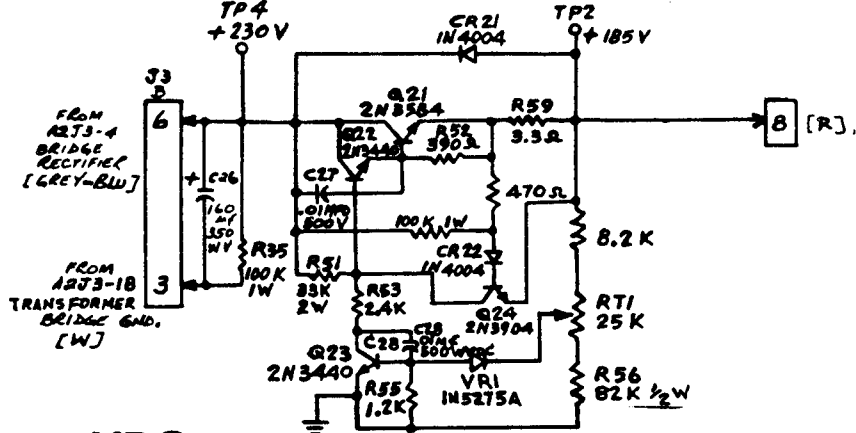 TP4
+230V
CR21
1N4004
TP2
+185V
J3
B
6
FROM
A2J3-4
BRIDGE
RECTIFIER
[GREY-BLU]
+
C26
160
350
WV
Q21
2N3584
Q22
2N3440
R52
390Ω
R59
3.3Ω
8 [R]
C27
.01MFD
500V
470Ω
100K 1W
8.2K
R35
100K
1W
3
FROM
A2J3-18
TRANSFORMER
BRIDGE GND.
[W]
R51
33K
2W
R53
2.4K
CR22
1N4004
Q24
2N3904
RT1
25K
Q23
2N3440
C28
C28
500WVDC
VR1
1N5275A
R55
1.2K
R56
82K 1/2W